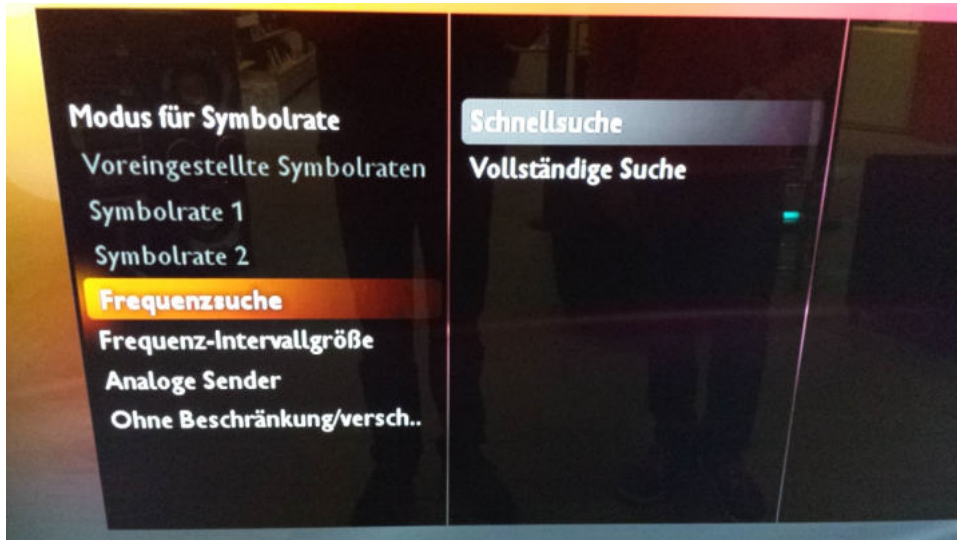 Modus für Symbolrate
Voreingestellte Symbolraten
Symbolrate 1
Symbolrate 2
Frequenzsuche
Frequenz-Intervallgröße
Analoge Sender
Ohne Beschränkung/versch..
Schnellsuche
Vollständige Suche